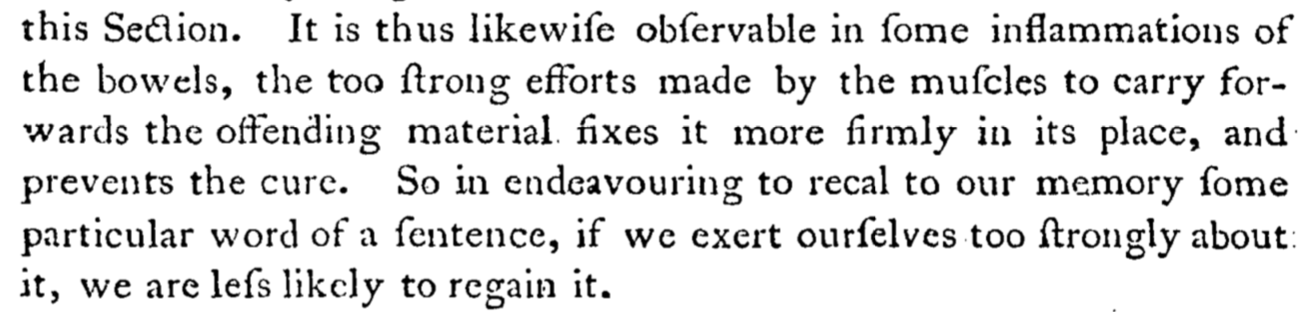 this Section. It is thus likewiſe obſervable in ſome inflammations of
the bowels, the too ſtrong efforts made by the muſcles to carry for-
wards the offending material fixes it more firmly in its place, and
prevents the cure. So in endeavouring to recal to our memory ſome
particular word of a ſentence, if we exert ourſelves too ſtrongly about
it, we are leſs likely to regain it.